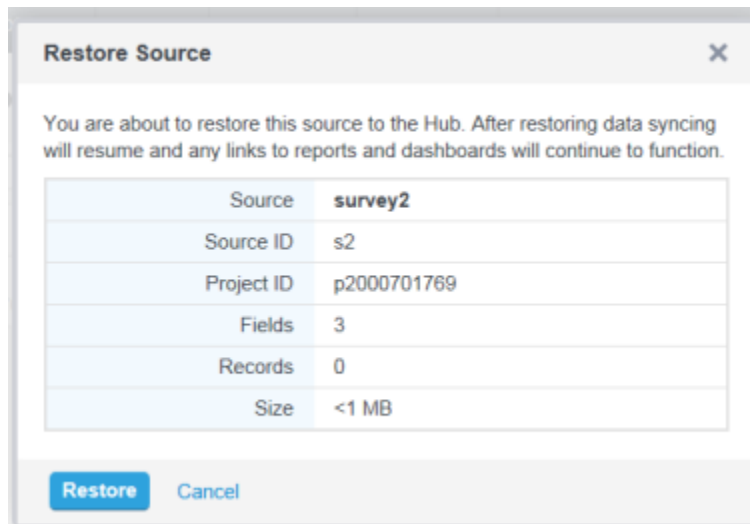 Restore Source
You are about to restore this source to the Hub. After restoring data syncing
will resume and any links to reports and dashboards will continue to function.
Source survey2
Source ID s2
Project ID p2000701769
Fields 3
Records 0
Size <1 MB
Restore Cancel